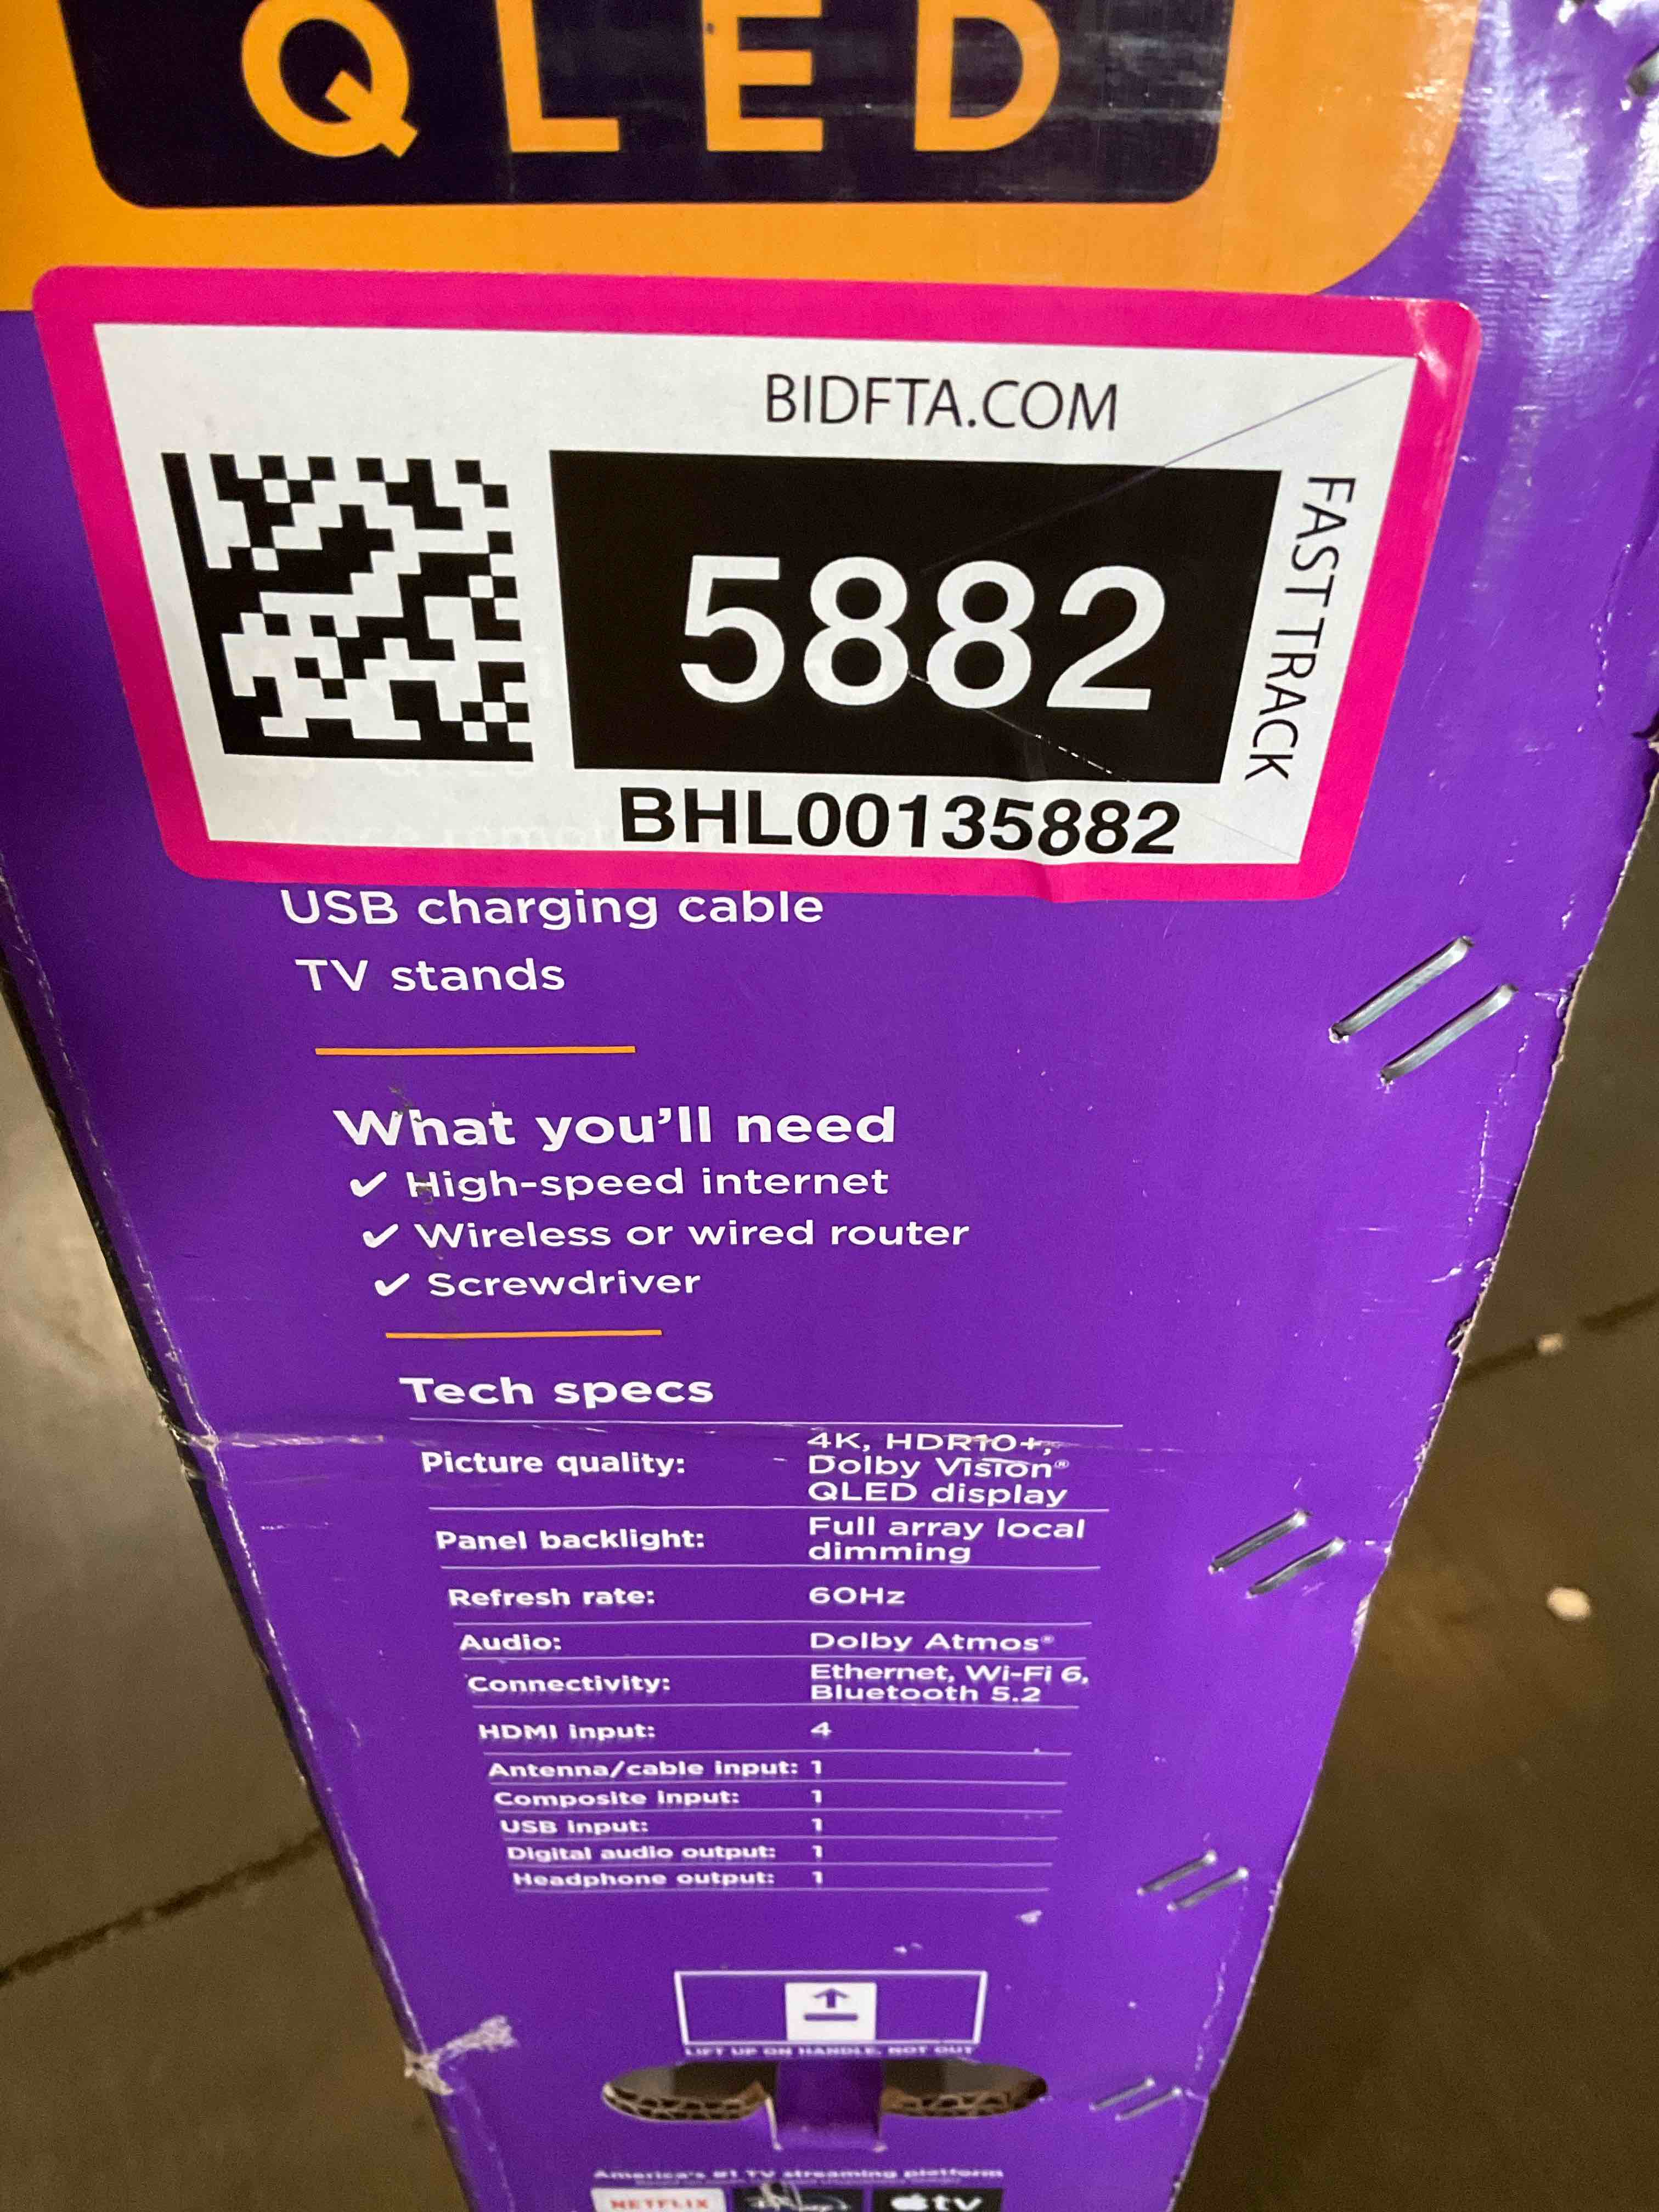 QLED
BIDFTA.COM
5882
FAST TRACK
BHL00135882
USB charging cable
TV stands
What you'll need
✓ High-speed internet
✓ Wireless or wired router
✓ Screwdriver
Tech specs
Picture quality: 4K, HDR10+,
Dolby Vision®
QLED display
Panel backlight: Full array local
dimming
Refresh rate: 60Hz
Audio: Dolby Atmos®
Connectivity: Ethernet, Wi-Fi 6,
Bluetooth 5.2
HDMI input: 4
Antenna/cable input: 1
Composite input: 1
USB input: 1
Digital audio output: 1
Headphone output: 1
LIFT UP ON HANDLE, NOT OUT
America's #1 TV streaming platform
NETFLIX
tv